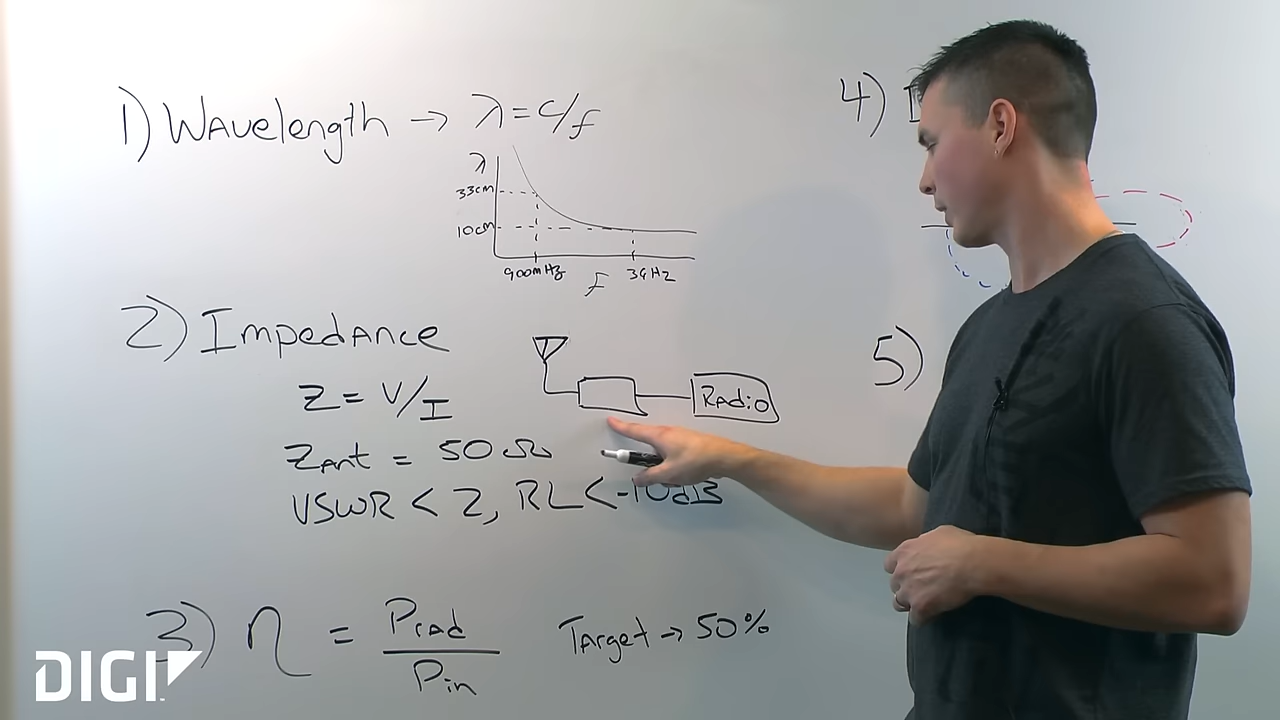 1) Wavelength → λ = c/f
λ
33cm
10cm
900mHz
3GHz
f
2) Impedance
Z = V/I
Radio
ZAnt = 50Ω
VSWR < 2, RL < -10dB
3) η = Prad / Pin
Target → 50%
4)
5)
DIGI